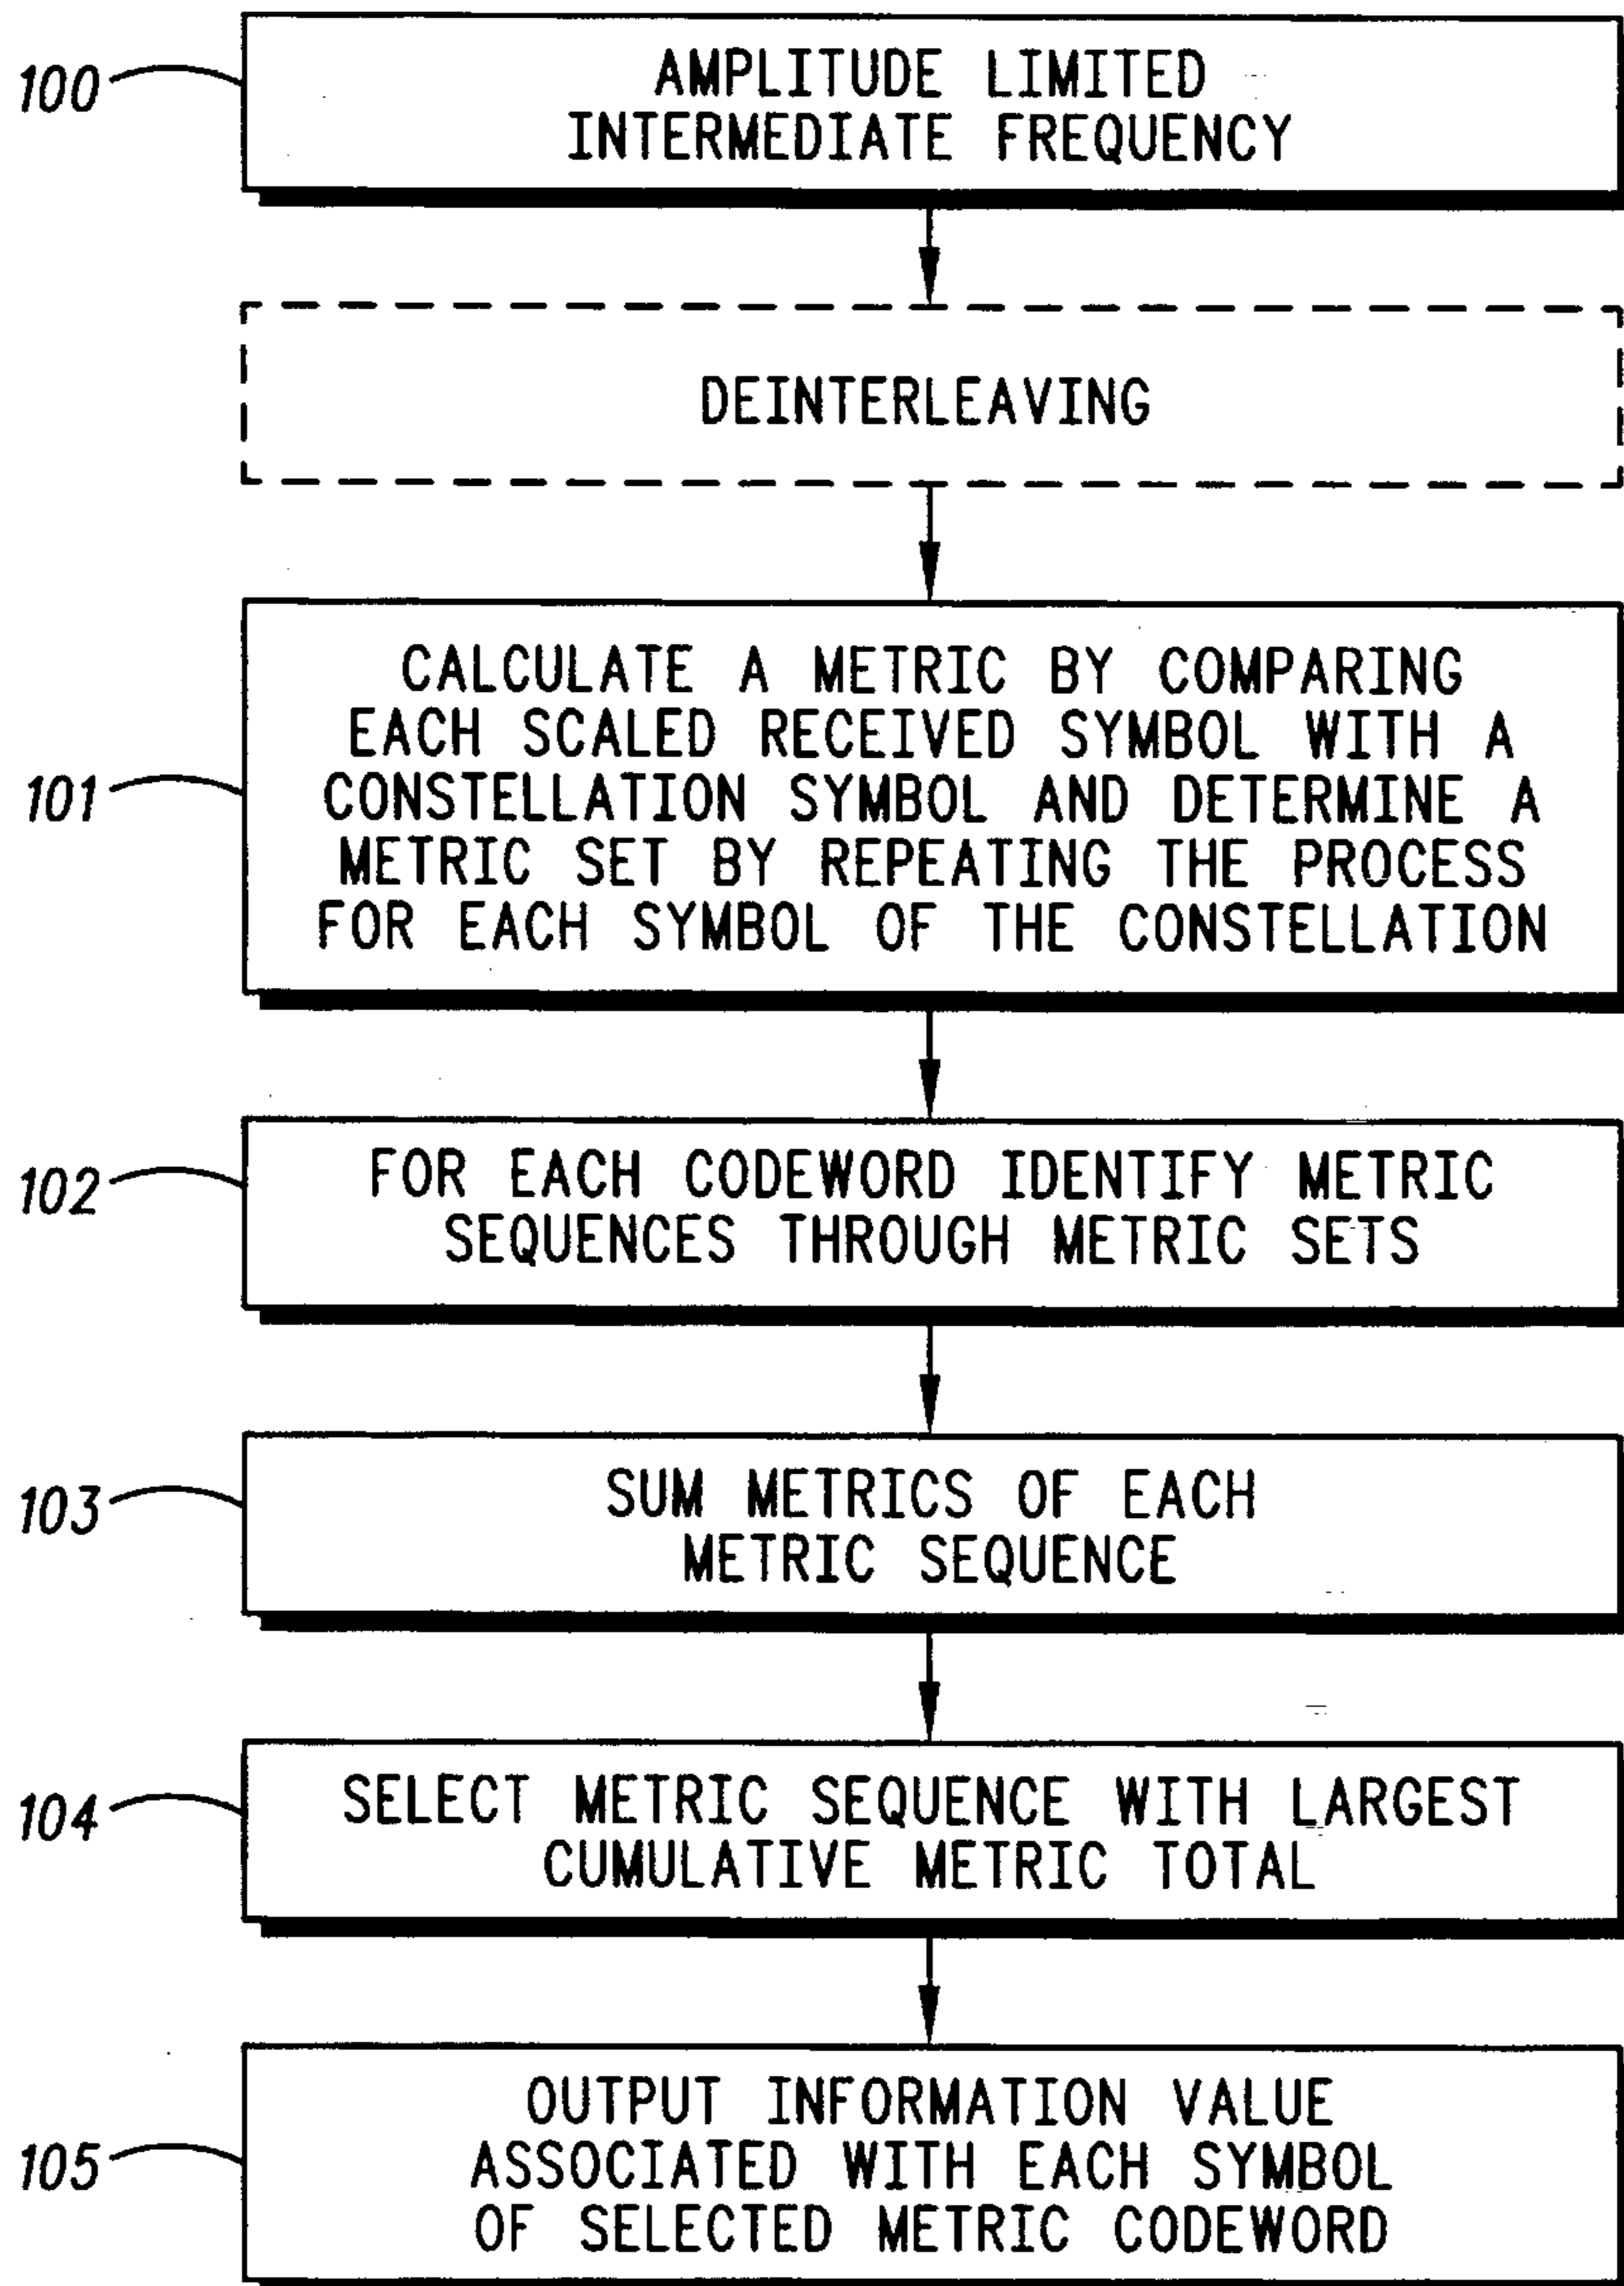 100
AMPLITUDE LIMITED
INTERMEDIATE FREQUENCY
DEINTERLEAVING
101
CALCULATE A METRIC BY COMPARING
EACH SCALED RECEIVED SYMBOL WITH A
CONSTELLATION SYMBOL AND DETERMINE A
METRIC SET BY REPEATING THE PROCESS
FOR EACH SYMBOL OF THE CONSTELLATION
102
FOR EACH CODEWORD IDENTIFY METRIC
SEQUENCES THROUGH METRIC SETS
103
SUM METRICS OF EACH
METRIC SEQUENCE
104
SELECT METRIC SEQUENCE WITH LARGEST
CUMULATIVE METRIC TOTAL
105
OUTPUT INFORMATION VALUE
ASSOCIATED WITH EACH SYMBOL
OF SELECTED METRIC CODEWORD